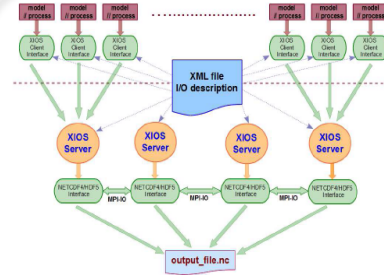 model
// process
model
// process
model
// process
model
// process
model
// process
model
// process
XIOS
Client
Interface
XIOS
Client
Interface
XIOS
Client
Interface
XIOS
Client
Interface
XIOS
Client
Interface
XIOS
Client
Interface
XML file
I/O description
XIOS
Server
XIOS
Server
XIOS
Server
XIOS
Server
NETCDF4/HDF5
Interface
MPI-IO
NETCDF4/HDF5
Interface
MPI-IO
NETCDF4/HDF5
Interface
MPI-IO
NETCDF4/HDF5
Interface
output_file.nc